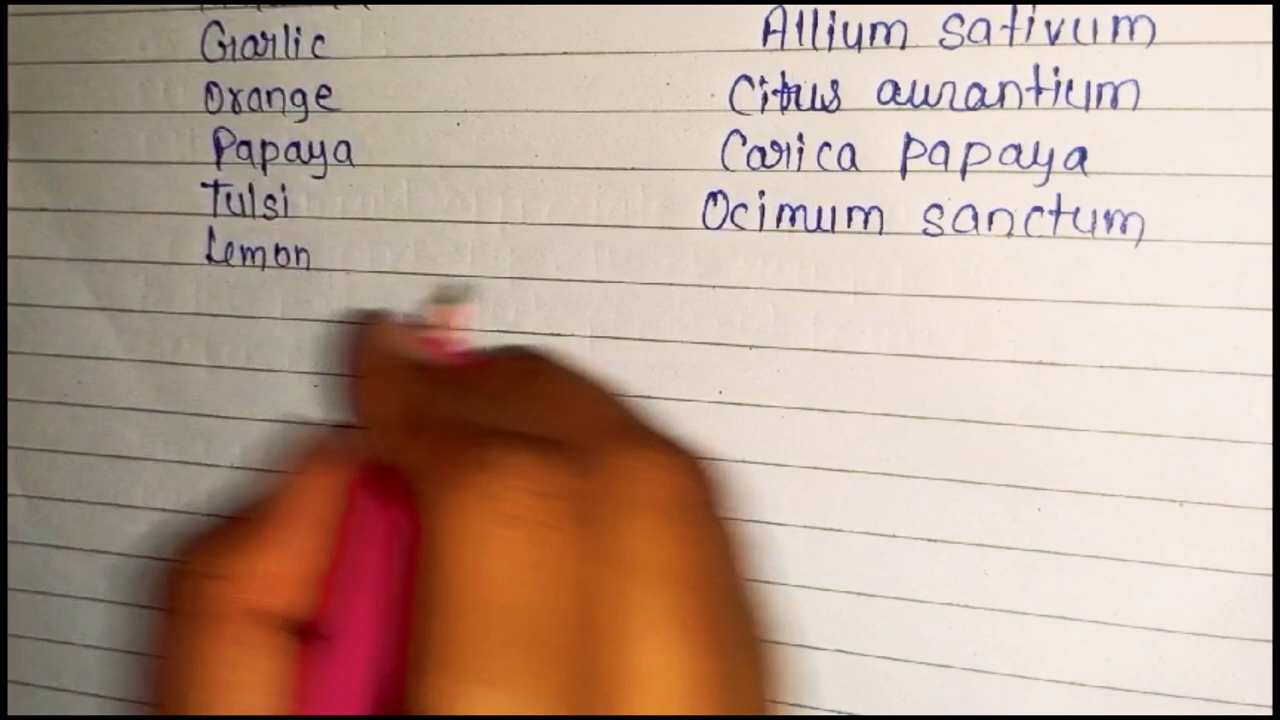 Garlic Allium sativum
Orange Citrus aurantium
Papaya Carica papaya
Tulsi Ocimum sanctum
Lemon